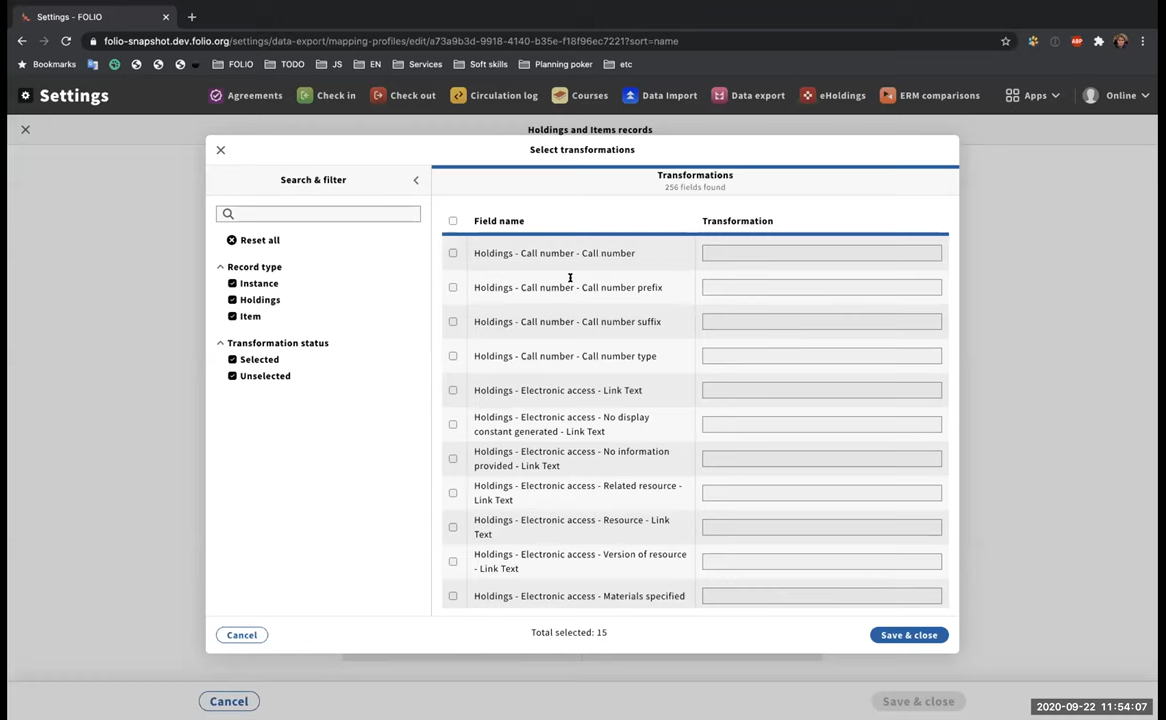 Settings - FOLIO
folio-snapshot.dev.folio.org/settings/data-export/mapping-profiles/edit/a73a9b3d-9918-4140-b35e-f18f96ec7221?sort=name
ABP
Bookmarks FOLIO TODO JS EN Services Soft skills Planning poker etc
Settings Agreements Check in Check out Circulation log Courses Data Import Data export eHoldings ERM comparisons Apps Online
Holdings and Items records
Select transformations
Search & filter
Reset all
Record type
Instance
Holdings
Item
Transformation status
Selected
Unselected
Transformations
256 fields found
Field name Transformation
Holdings - Call number - Call number
Holdings - Call number - Call number prefix
Holdings - Call number - Call number suffix
Holdings - Call number - Call number type
Holdings - Electronic access - Link Text
Holdings - Electronic access - No display
constant generated - Link Text
Holdings - Electronic access - No information
provided - Link Text
Holdings - Electronic access - Related resource -
Link Text
Holdings - Electronic access - Resource - Link
Text
Holdings - Electronic access - Version of resource
- Link Text
Holdings - Electronic access - Materials specified
Cancel Total selected: 15 Save & close
Cancel Save & close
2020-09-22 11:54:07